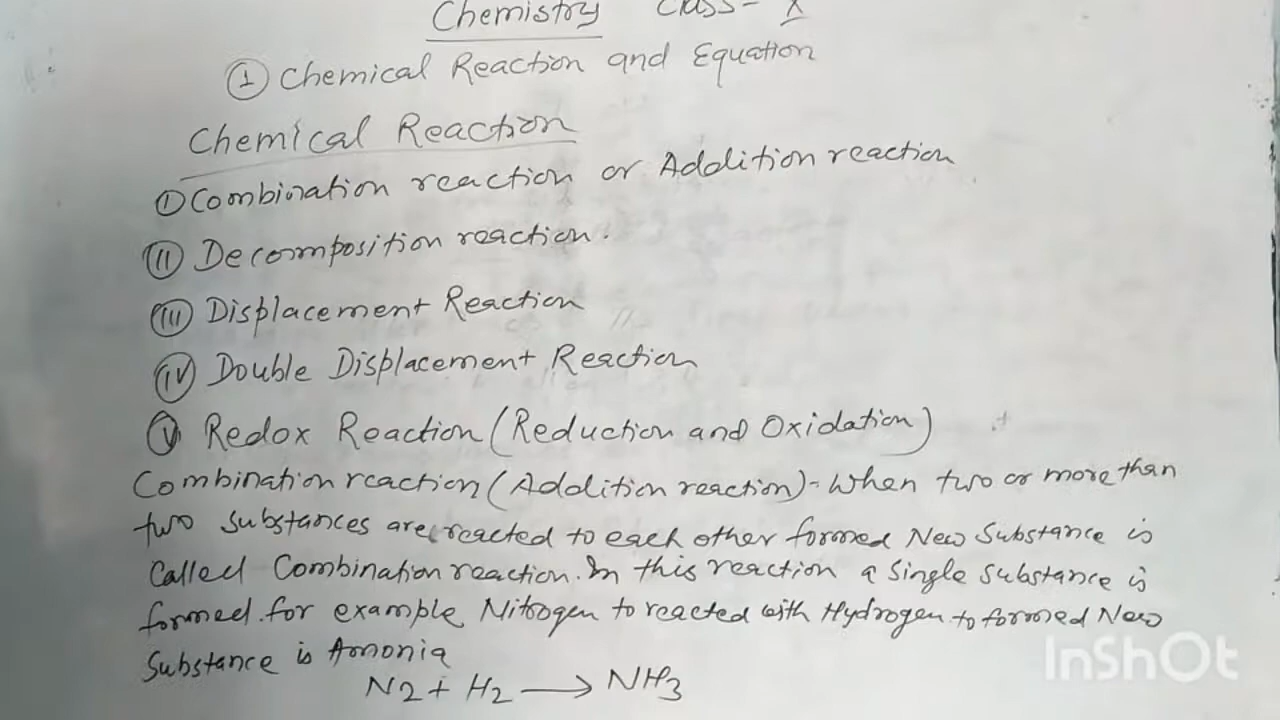 Chemistry Class- X
① Chemical Reaction and Equation
Chemical Reaction
① Combination reaction or Addition reaction
Ⅱ Decomposition reaction.
Ⅲ Displacement Reaction
Ⅳ Double Displacement Reaction
Ⅴ Redox Reaction (Reduction and Oxidation)
Combination reaction (Addition reaction)- When two or more than
two substances are reacted to each other formed New Substance is
Called Combination reaction. In this reaction a single substance is
formed. for example Nitrogen to reacted with Hydrogen to formed New
Substance is Amonia
N2 + H2 → NH3
InShOt